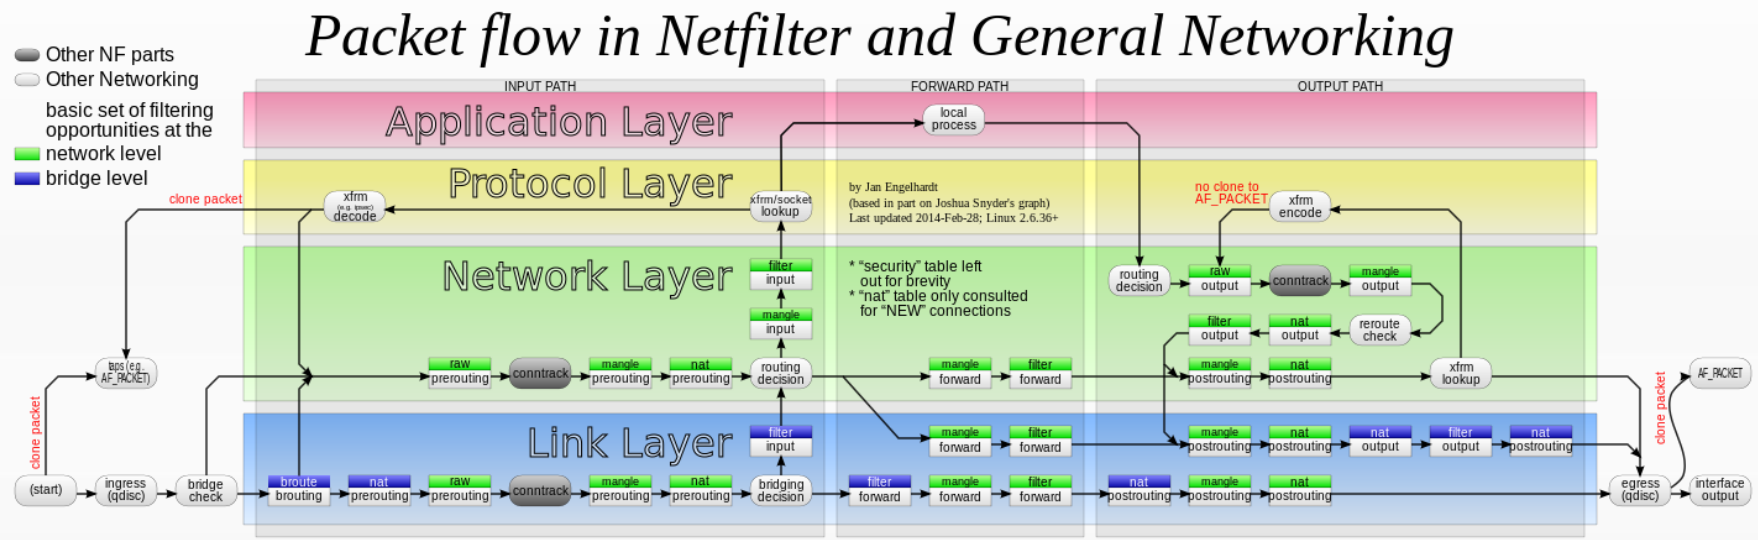 Packet flow in Netfilter and General Networking
Other NF parts
Other Networking
basic set of filtering
opportunities at the
network level
bridge level
INPUT PATH
FORWARD PATH
OUTPUT PATH
Application Layer
local
process
Protocol Layer
clone packet
xfrm
(e.g. ipsec)
decode
xfrm/socket
lookup
by Jan Engelhardt
(based in part on Joshua Snyder's graph)
Last updated 2014-Feb-28; Linux 2.6.36+
no clone to
AF_PACKET
xfrm
encode
Network Layer
filter
input
mangle
input
* “security” table left
out for brevity
* “nat” table only consulted
for “NEW” connections
routing
decision
raw
output
conntrack
mangle
output
filter
output
nat
output
reroute
check
taps (e.g.
AF_PACKET)
raw
prerouting
conntrack
mangle
prerouting
nat
prerouting
routing
decision
mangle
forward
filter
forward
mangle
postrouting
nat
postrouting
xfrm
lookup
AF_PACKET
clone packet
clone packet
Link Layer
filter
input
mangle
forward
filter
forward
mangle
postrouting
nat
postrouting
nat
output
filter
output
nat
postrouting
(start)
ingress
(qdisc)
bridge
check
broute
brouting
nat
prerouting
raw
prerouting
conntrack
mangle
prerouting
nat
prerouting
bridging
decision
filter
forward
mangle
forward
filter
forward
nat
postrouting
mangle
postrouting
nat
postrouting
egress
(qdisc)
interface
output